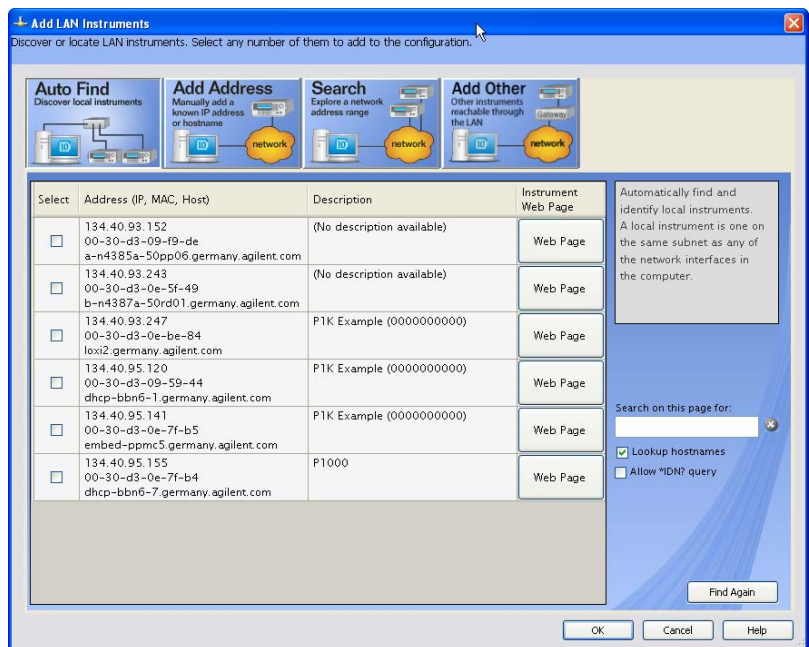 Add LAN Instruments
Discover or locate LAN instruments. Select any number of them to add to the configuration.
Auto Find
Discover local instruments
ID
Add Address
Manually add a
known IP address
or hostname
ID
network
Search
Explore a network
address range
ID
network
Add Other
Other instruments
reachable through
the LAN
Gateway
ID
network
Select
Address (IP, MAC, Host)
Description
Instrument
Web Page
134.40.93.152
00-30-d3-09-f9-de
a-n4385a-50pp06.germany.agilent.com
(No description available)
Web Page
134.40.93.243
00-30-d3-0e-5f-49
b-n4387a-50rd01.germany.agilent.com
(No description available)
Web Page
134.40.93.247
00-30-d3-0e-be-84
loxi2.germany.agilent.com
P1K Example (0000000000)
Web Page
134.40.95.120
00-30-d3-09-59-44
dhcp-bbn6-1.germany.agilent.com
P1K Example (0000000000)
Web Page
134.40.95.141
00-30-d3-0e-7f-b5
embed-ppmc5.germany.agilent.com
P1K Example (0000000000)
Web Page
134.40.95.155
00-30-d3-0e-7f-b4
dhcp-bbn6-7.germany.agilent.com
P1000
Web Page
Automatically find and
identify local instruments.
A local instrument is one on
the same subnet as any of
the network interfaces in
the computer.
Search on this page for:
Lookup hostnames
Allow *IDN? query
Find Again
OK
Cancel
Help